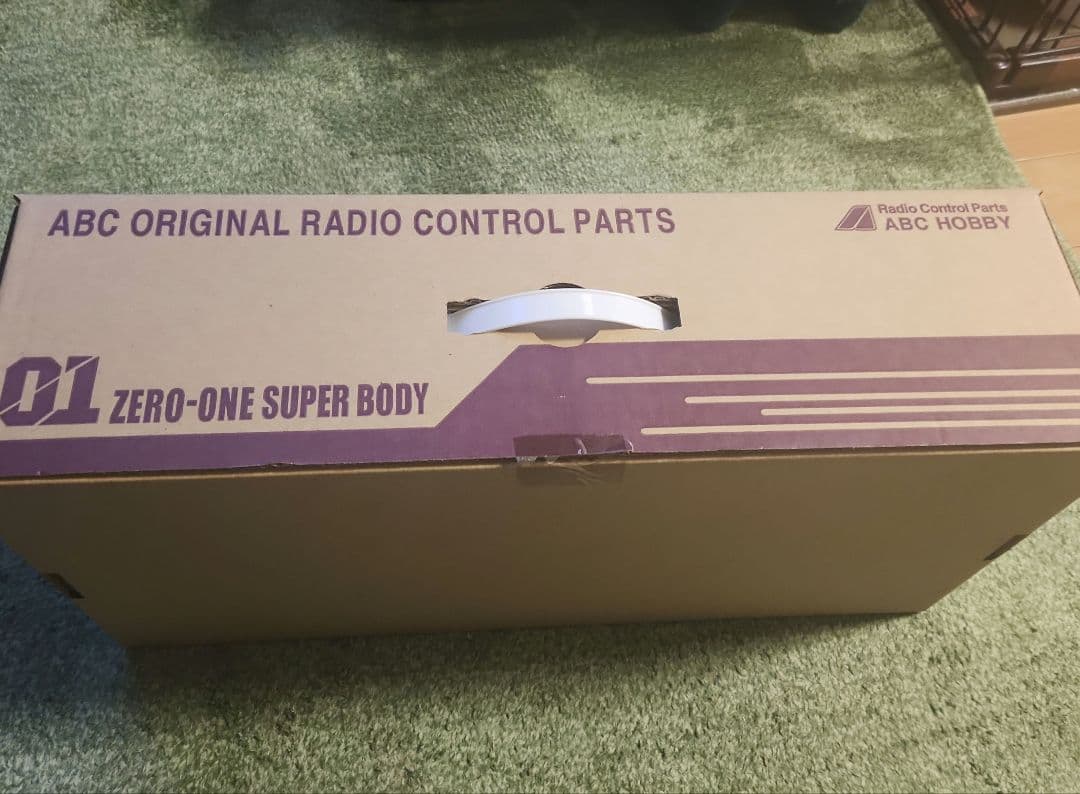 ABC ORIGINAL RADIO CONTROL PARTS
Radio Control Parts
ABC HOBBY
01 ZERO-ONE SUPER BODY